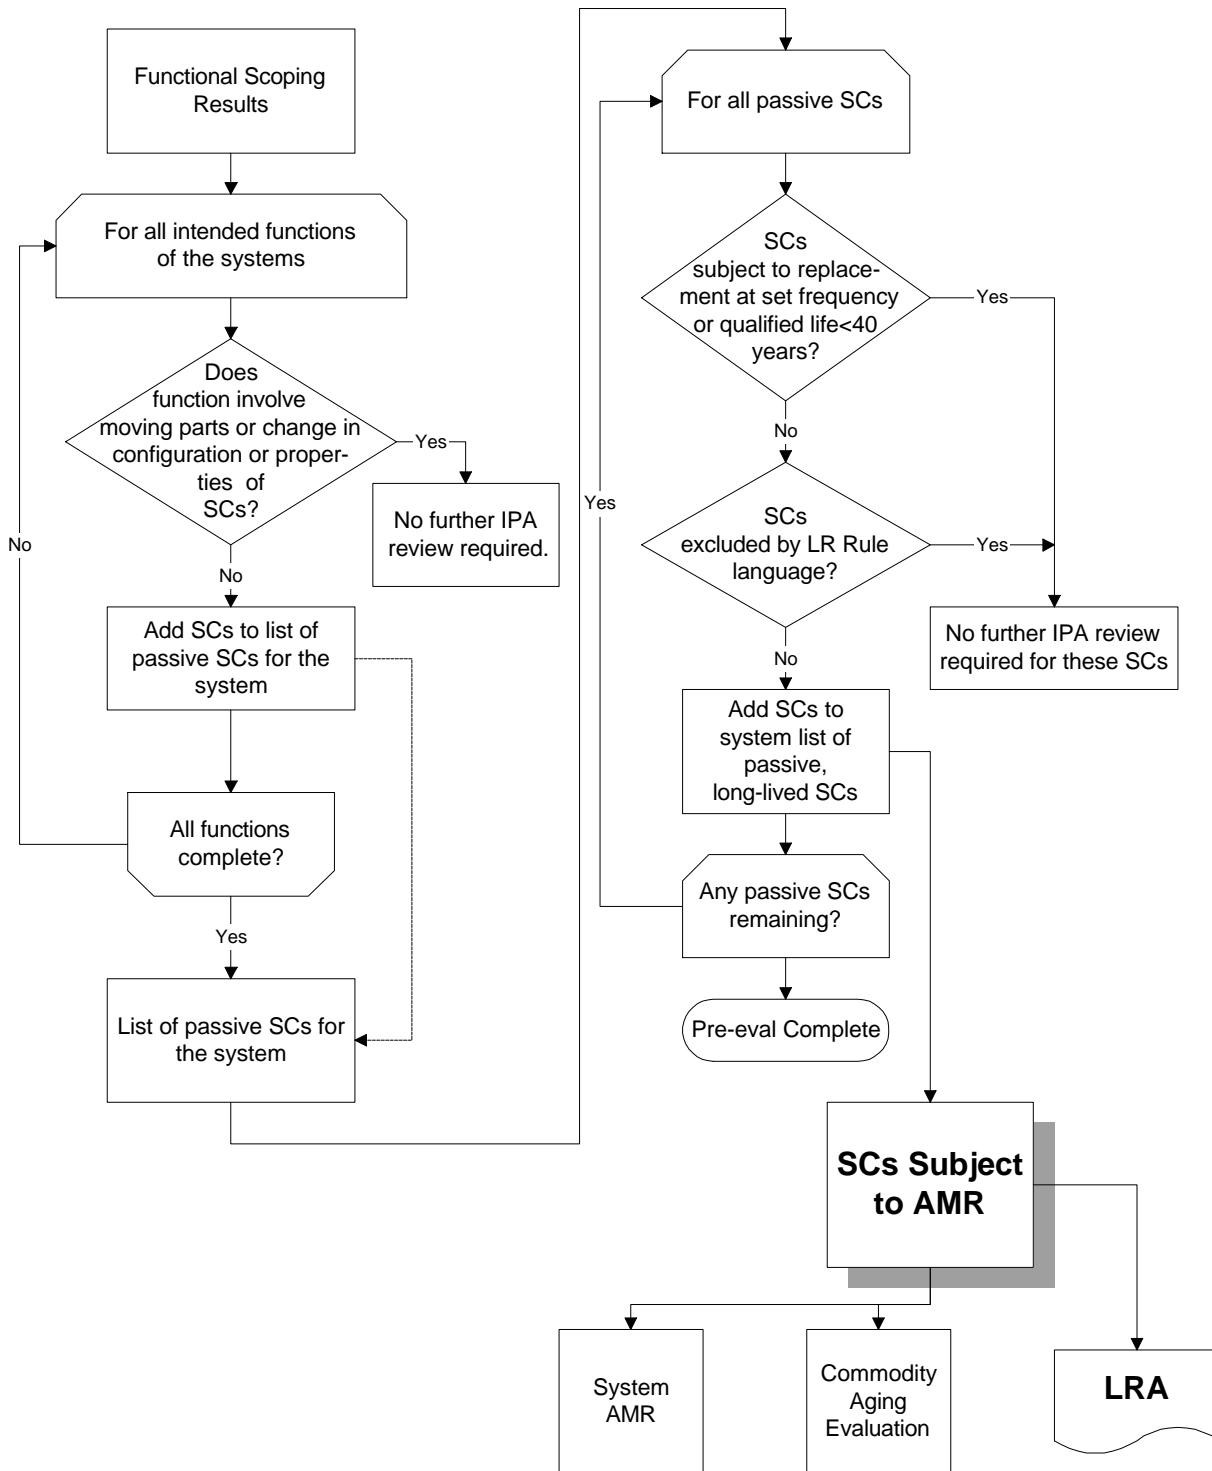 Functional Scoping
Results
For all intended functions
of the systems
Does
function involve
moving parts or change in
configuration or proper-
ties of
SCs?
Yes
No further IPA
review required.
No
No
Add SCs to list of
passive SCs for the
system
All functions
complete?
Yes
List of passive SCs for
the system
For all passive SCs
SCs
subject to replace-
ment at set frequency
or qualified life<40
years?
Yes
No
Yes
SCs
excluded by LR Rule
language?
Yes
No further IPA review
required for these SCs
No
Add SCs to
system list of
passive,
long-lived SCs
Any passive SCs
remaining?
Pre-eval Complete
SCs Subject
to AMR
System
AMR
Commodity
Aging
Evaluation
LRA